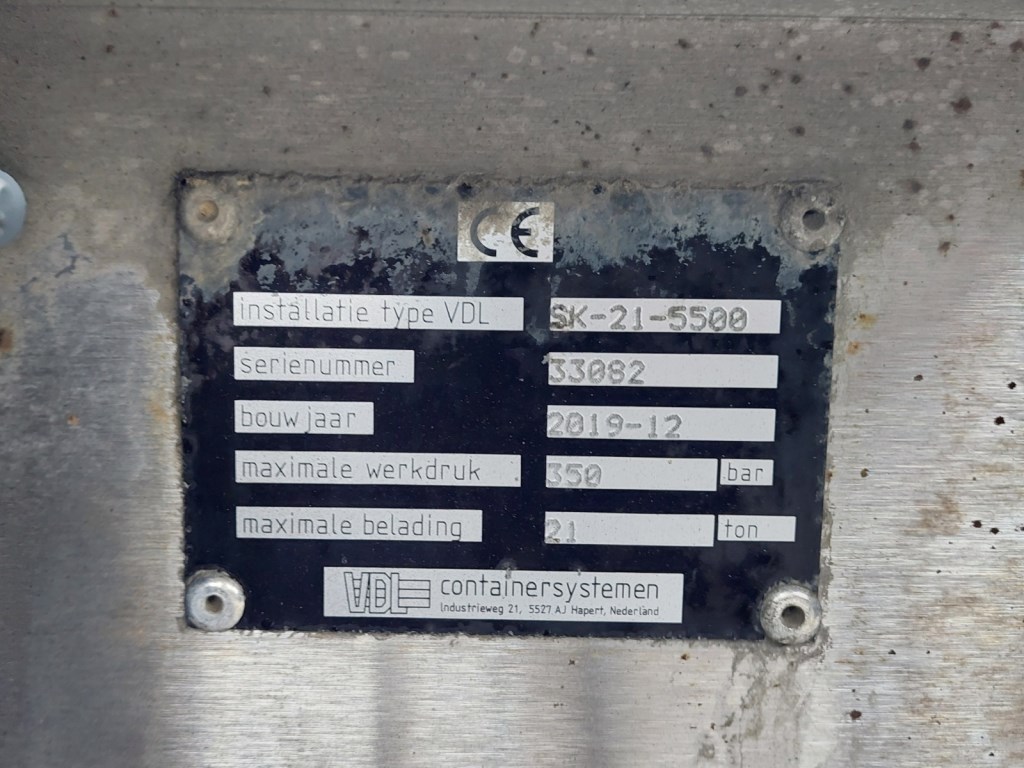 CE
installatie type VDL SK-21-5500
serienummer 33082
bouwjaar 2019-12
maximale werkdruk 350 bar
maximale belading 21 ton
VDL containersystemen
Industrieweg 21, 5527 AJ Hapert, Nederland